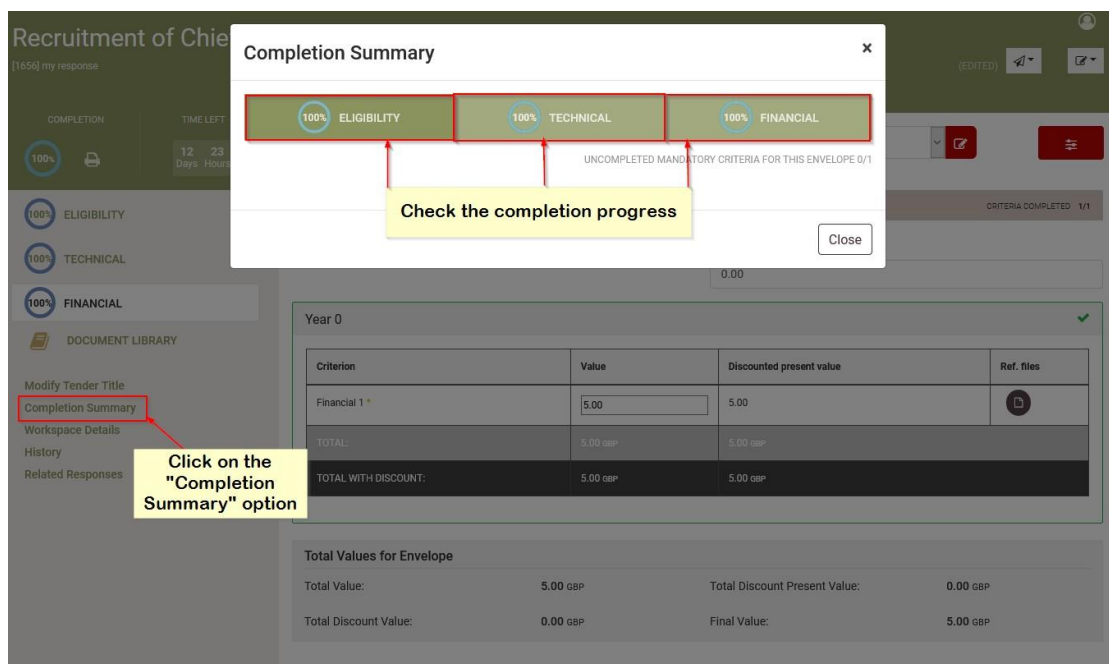 Recruitment of Chie
[1656] my response
(EDITED)
COMPLETION
TIME LEFT
100%
12 23
Days Hours
Completion Summary
×
100% ELIGIBILITY
100% TECHNICAL
100% FINANCIAL
UNCOMPLETED MANDATORY CRITERIA FOR THIS ENVELOPE 0/1
Check the completion progress
Close
CRITERIA COMPLETED 1/1
0.00
100% ELIGIBILITY
100% TECHNICAL
100% FINANCIAL
DOCUMENT LIBRARY
Modify Tender Title
Completion Summary
Workspace Details
History
Related Responses
Click on the
"Completion
Summary" option
Year 0
Criterion Value Discounted present value Ref. files
Financial 1 * 5.00 5.00
TOTAL: 5.00 GBP 5.00 GBP
TOTAL WITH DISCOUNT: 5.00 GBP 5.00 GBP
Total Values for Envelope
Total Value: 5.00 GBP Total Discount Present Value: 0.00 GBP
Total Discount Value: 0.00 GBP Final Value: 5.00 GBP